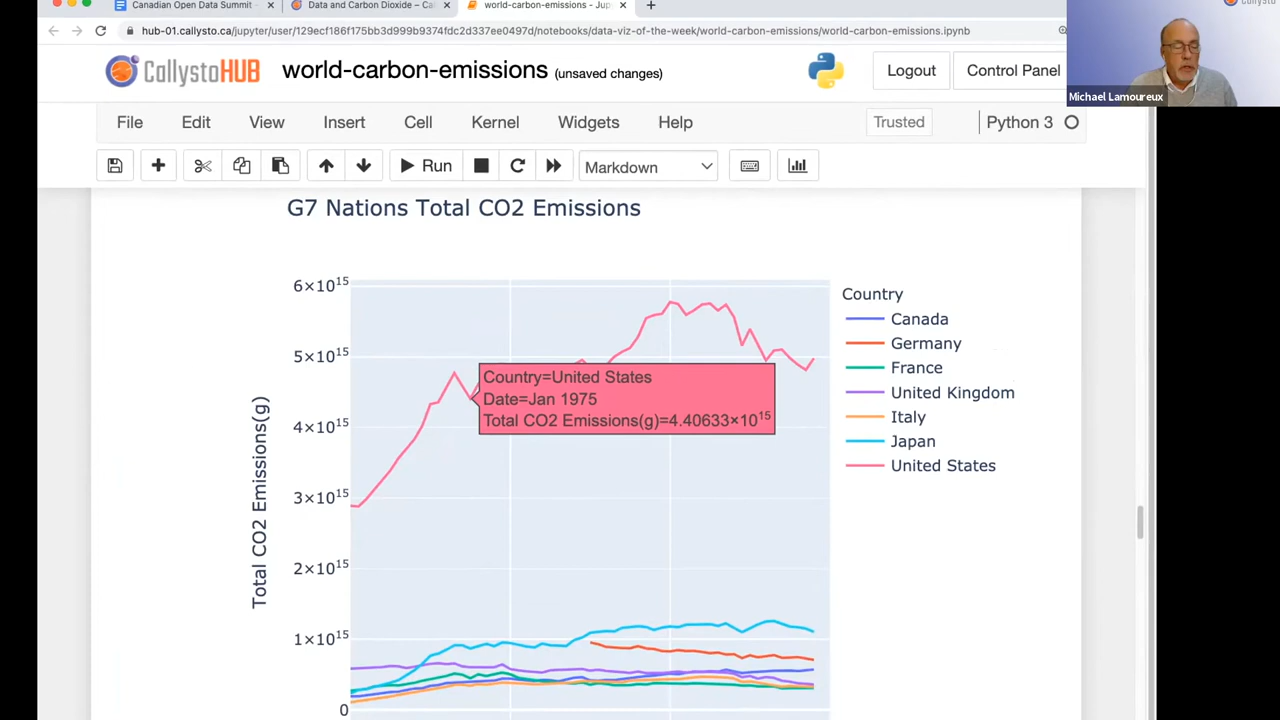 Canadian Open Data Summit -
Data and Carbon Dioxide – Cal
world-carbon-emissions - Jup
hub-01.callysto.ca/jupyter/user/129ecf186f175bb3d999b9374fdc2d337ee0497d/notebooks/data-viz-of-the-week/world-carbon-emissions/world-carbon-emissions.ipynb
Callysto
Michael Lamoureux
CallystoHUB
world-carbon-emissions (unsaved changes)
Logout
Control Panel
File Edit View Insert Cell Kernel Widgets Help
Trusted
Python 3
Run
Markdown
G7 Nations Total CO2 Emissions
6×10¹⁵
5×10¹⁵
4×10¹⁵
3×10¹⁵
2×10¹⁵
1×10¹⁵
0
Total CO2 Emissions(g)
Country=United States
Date=Jan 1975
Total CO2 Emissions(g)=4.40633×10¹⁵
Country
Canada
Germany
France
United Kingdom
Italy
Japan
United States